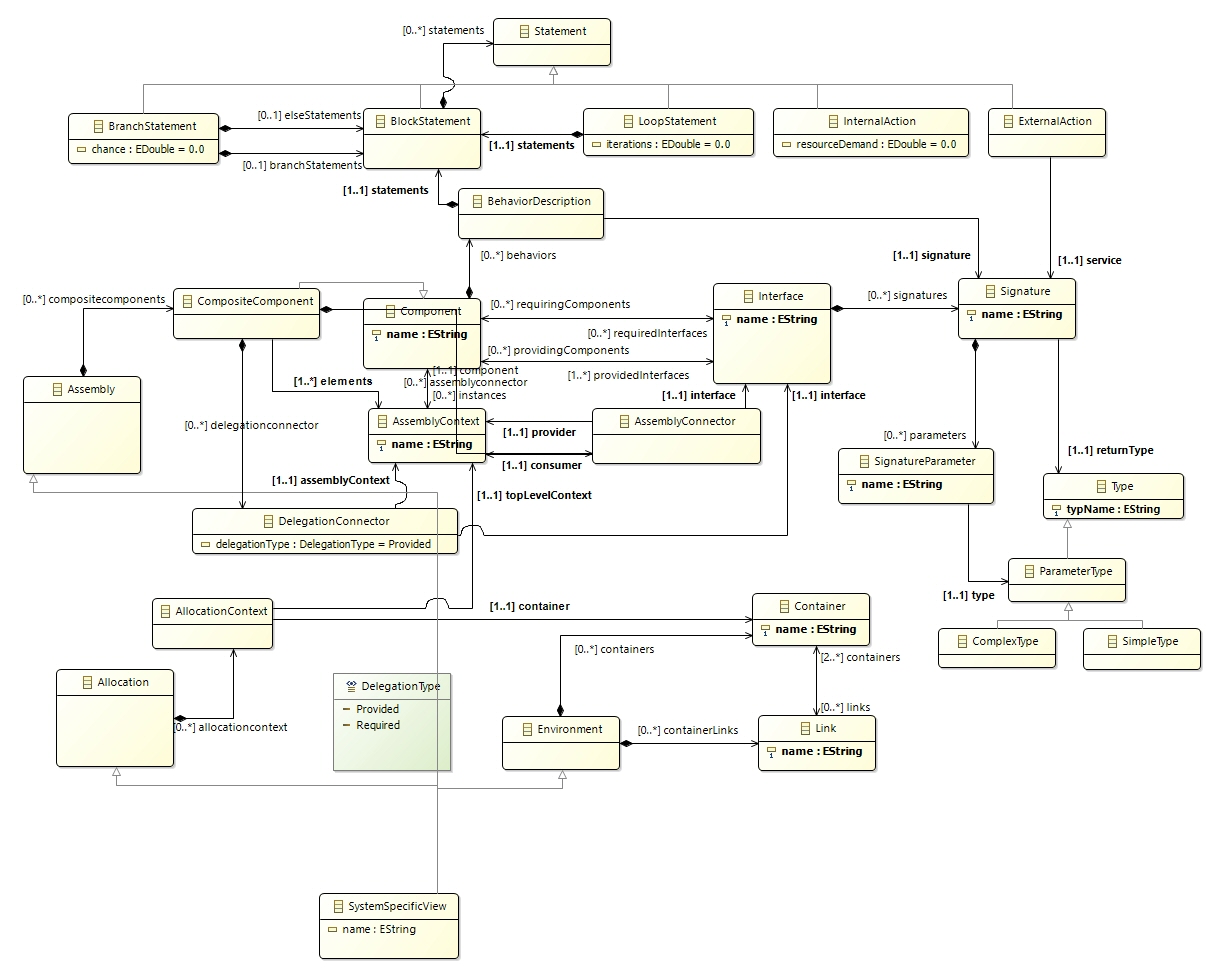 [0..*] statements
Statement
BranchStatement
chance : EDouble = 0.0
[0..1] elseStatements
[0..1] branchStatements
BlockStatement
[1..1] statements
LoopStatement
iterations : EDouble = 0.0
InternalAction
resourceDemand : EDouble = 0.0
ExternalAction
[1..1] statements
BehaviorDescription
[0..*] behaviors
[1..1] signature
[1..1] service
[0..*] compositecomponents
CompositeComponent
Component
name : EString
[0..*] requiringComponents
[0..*] requiredInterfaces
[0..*] providingComponents
[1..*] providedInterfaces
Interface
name : EString
[0..*] signatures
Signature
name : EString
Assembly
[1..*] elements
[1..1] component
[0..*] assemblyconnector
[0..*] instances
[1..1] interface
[1..1] interface
[0..*] delegationconnector
AssemblyContext
name : EString
[1..1] provider
[1..1] consumer
AssemblyConnector
[0..*] parameters
[1..1] returnType
SignatureParameter
name : EString
[1..1] assemblyContext
[1..1] topLevelContext
Type
typName : EString
DelegationConnector
delegationType : DelegationType = Provided
ParameterType
[1..1] type
AllocationContext
[1..1] container
Container
name : EString
ComplexType
SimpleType
[0..*] containers
[2..*] containers
Allocation
[0..*] allocationcontext
DelegationType
Provided
Required
[0..*] links
Environment
[0..*] containerLinks
Link
name : EString
SystemSpecificView
name : EString